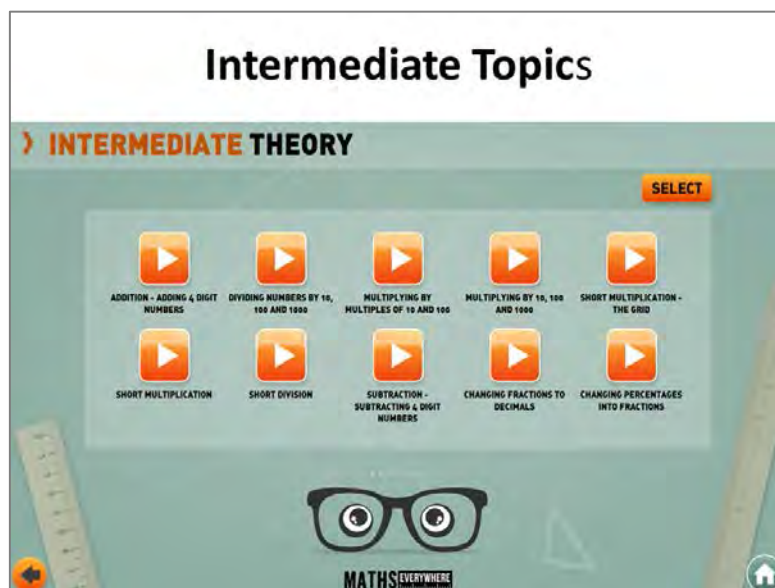 Intermediate Topics
INTERMEDIATE THEORY
SELECT
ADDITION - ADDING 4 DIGIT
NUMBERS
DIVIDING NUMBERS BY 10,
100 AND 1000
MULTIPLYING BY
MULTIPLES OF 10 AND 100
MULTIPLYING BY 10, 100
AND 1000
SHORT MULTIPLICATION -
THE GRID
SHORT MULTIPLICATION
SHORT DIVISION
SUBTRACTION -
SUBTRACTING 4 DIGIT
NUMBERS
CHANGING FRACTIONS TO
DECIMALS
CHANGING PERCENTAGES
INTO FRACTIONS
MATHS EVERYWHERE